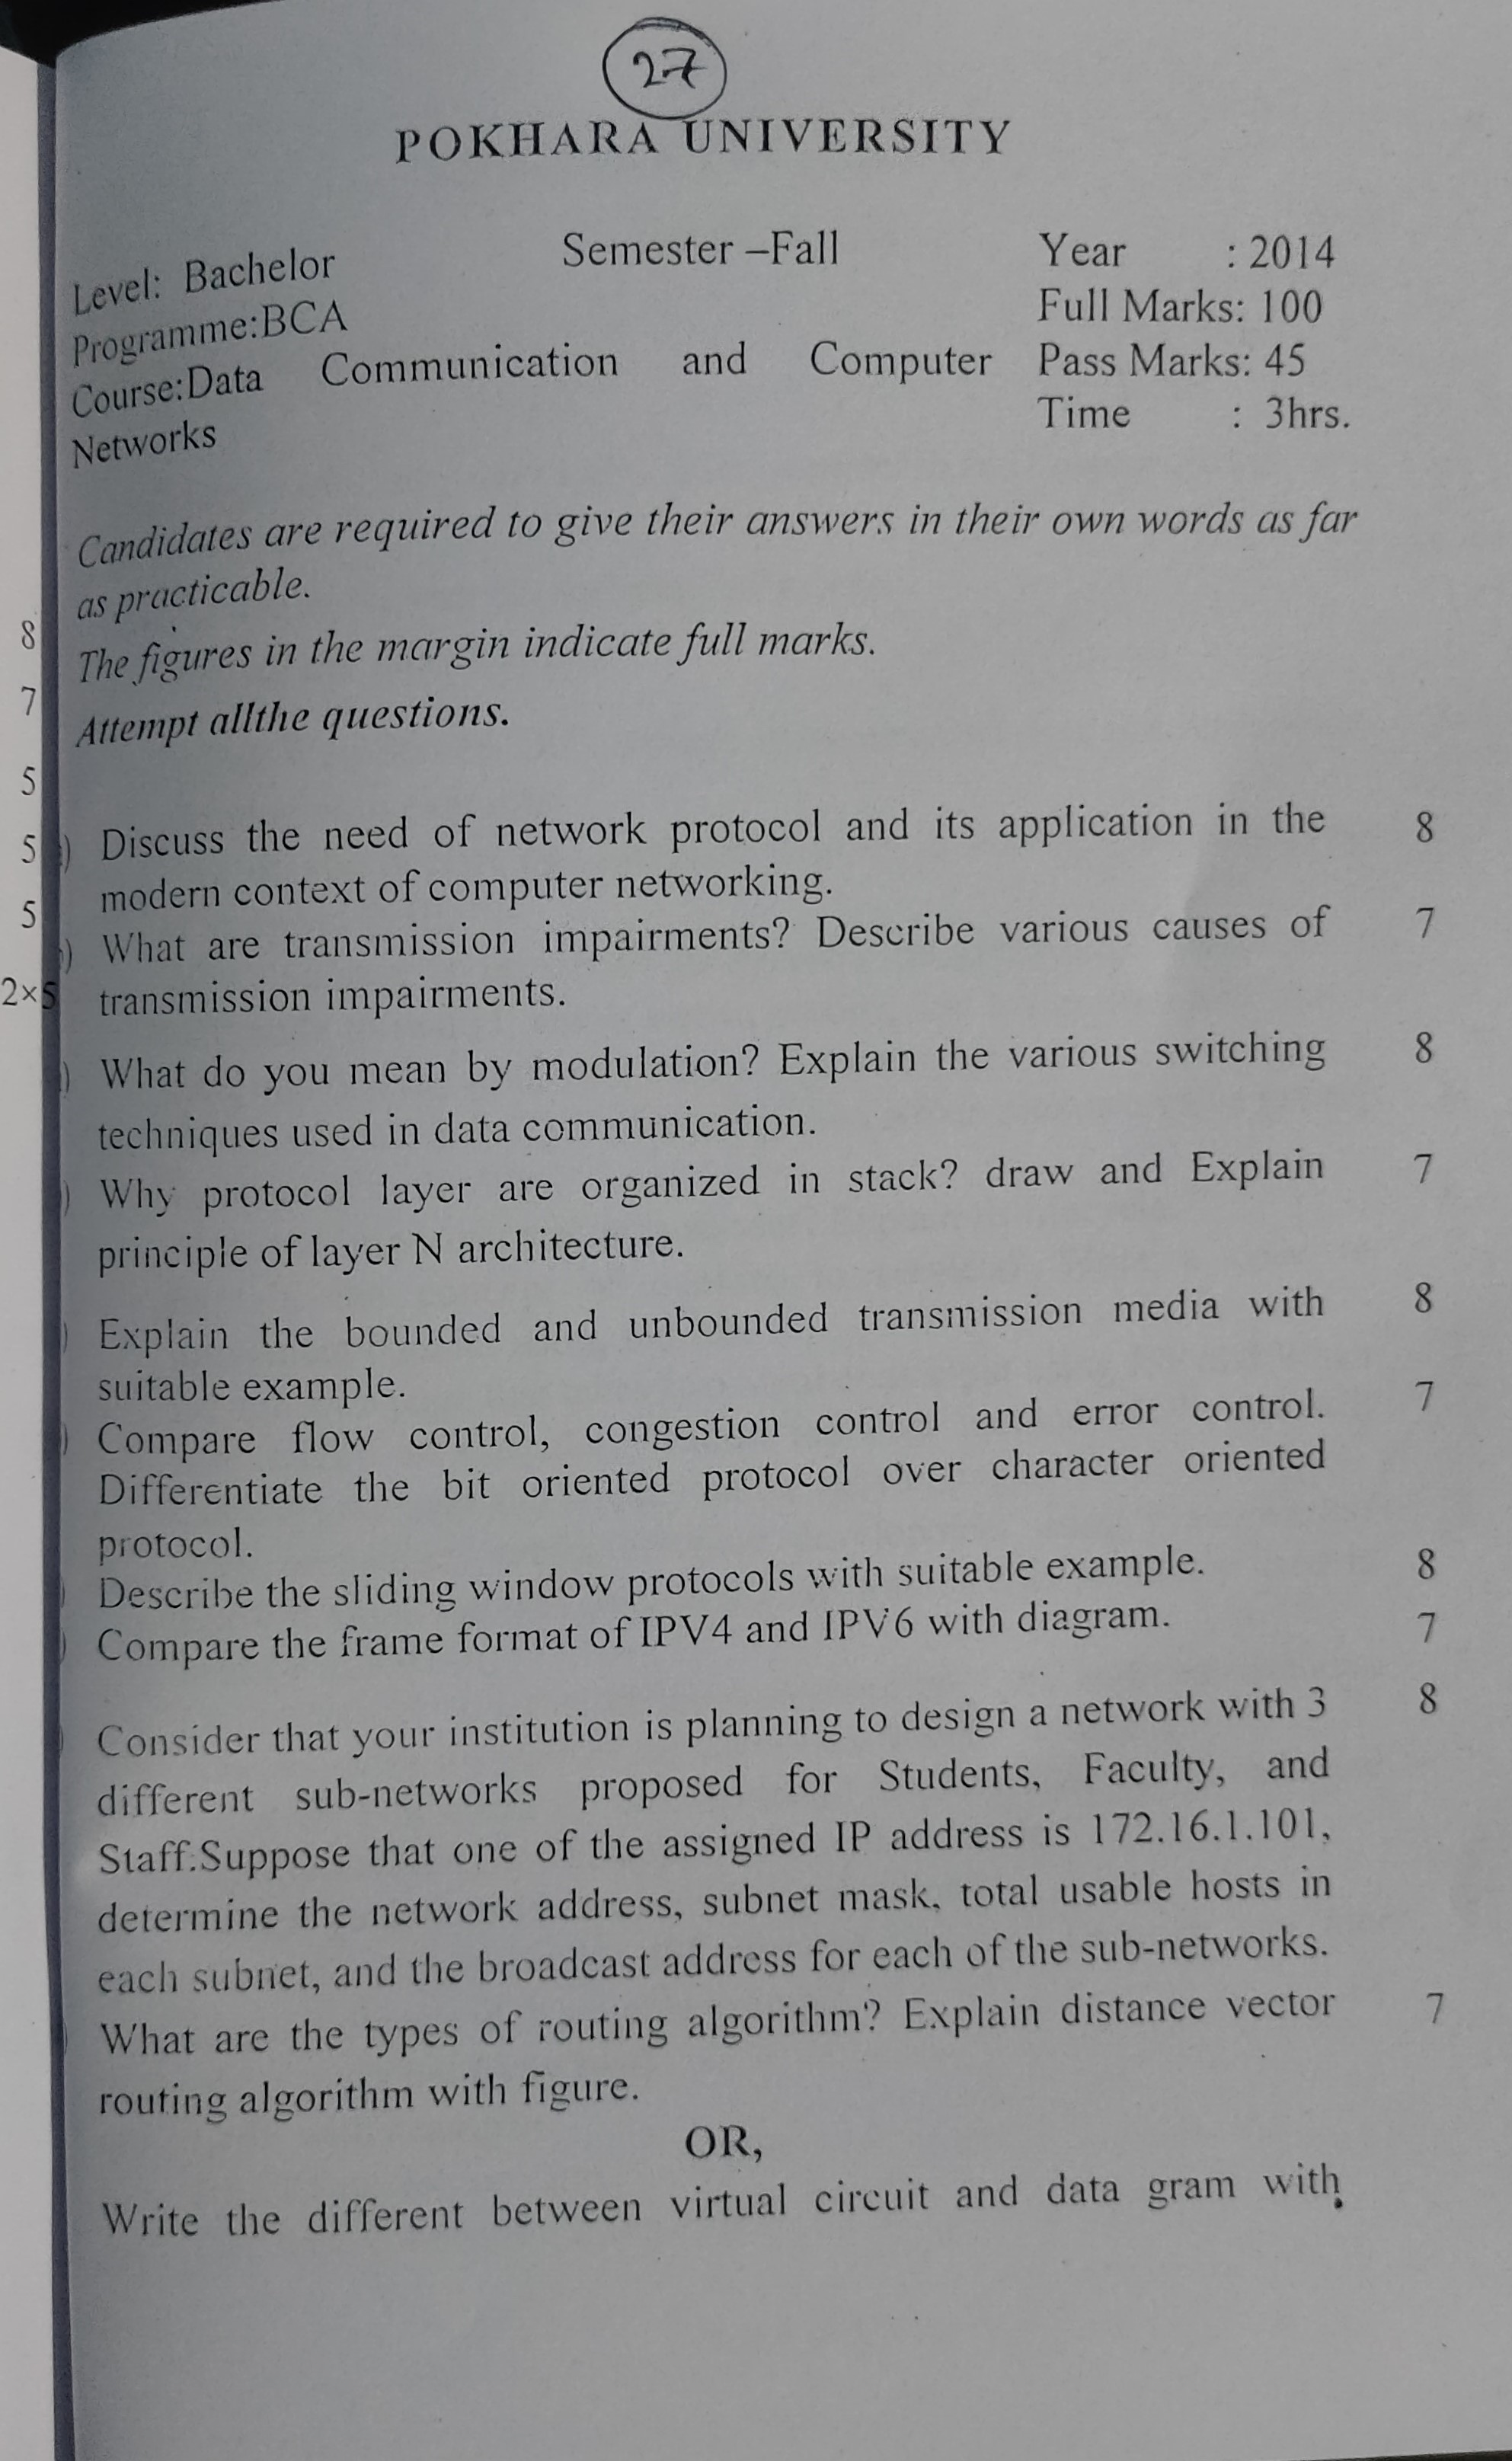 27
POKHARA UNIVERSITY
Level: Bachelor Semester –Fall Year : 2014
Programme:BCA Full Marks: 100
Course:Data Communication and Computer Pass Marks: 45
Networks Time : 3hrs.
Candidates are required to give their answers in their own words as far
as practicable.
The figures in the margin indicate full marks.
Attempt allthe questions.
8
7
5
5
5
2×5
) Discuss the need of network protocol and its application in the 8
modern context of computer networking.
) What are transmission impairments? Describe various causes of 7
transmission impairments.
) What do you mean by modulation? Explain the various switching 8
techniques used in data communication.
) Why protocol layer are organized in stack? draw and Explain 7
principle of layer N architecture.
) Explain the bounded and unbounded transmission media with 8
suitable example.
) Compare flow control, congestion control and error control. 7
Differentiate the bit oriented protocol over character oriented
protocol.
) Describe the sliding window protocols with suitable example. 8
) Compare the frame format of IPV4 and IPV6 with diagram. 7
) Consider that your institution is planning to design a network with 3 8
different sub-networks proposed for Students, Faculty, and
Staff.Suppose that one of the assigned IP address is 172.16.1.101,
determine the network address, subnet mask, total usable hosts in
each subnet, and the broadcast address for each of the sub-networks.
) What are the types of routing algorithm? Explain distance vector 7
routing algorithm with figure.
OR,
Write the different between virtual circuit and data gram with